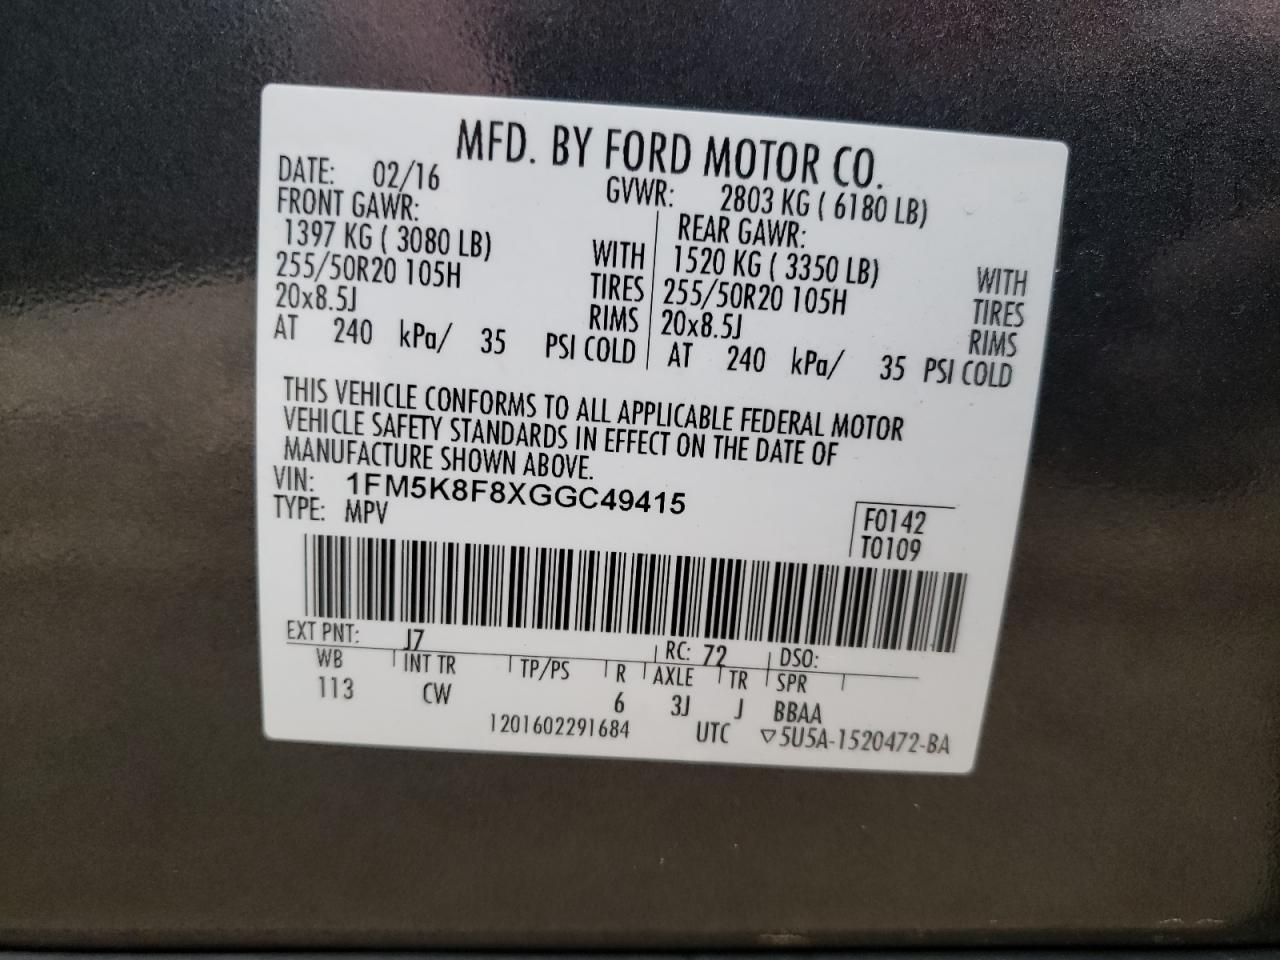 MFD. BY FORD MOTOR CO.
DATE: 02/16 GVWR: 2803 KG ( 6180 LB)
FRONT GAWR: REAR GAWR:
1397 KG ( 3080 LB) WITH 1520 KG ( 3350 LB) WITH
255/50R20 105H TIRES 255/50R20 105H TIRES
20x8.5J RIMS 20x8.5J RIMS
AT 240 kPa/ 35 PSI COLD AT 240 kPa/ 35 PSI COLD
THIS VEHICLE CONFORMS TO ALL APPLICABLE FEDERAL MOTOR
VEHICLE SAFETY STANDARDS IN EFFECT ON THE DATE OF
MANUFACTURE SHOWN ABOVE.
VIN: 1FM5K8F8XGGC49415
TYPE: MPV
F0142
T0109
EXT PNT: J7 RC: 72 DSO:
WB INT TR TP/PS R AXLE TR SPR
113 CW 6 3J J BBAA
1201602291684 UTC ▽5U5A-1520472-BA